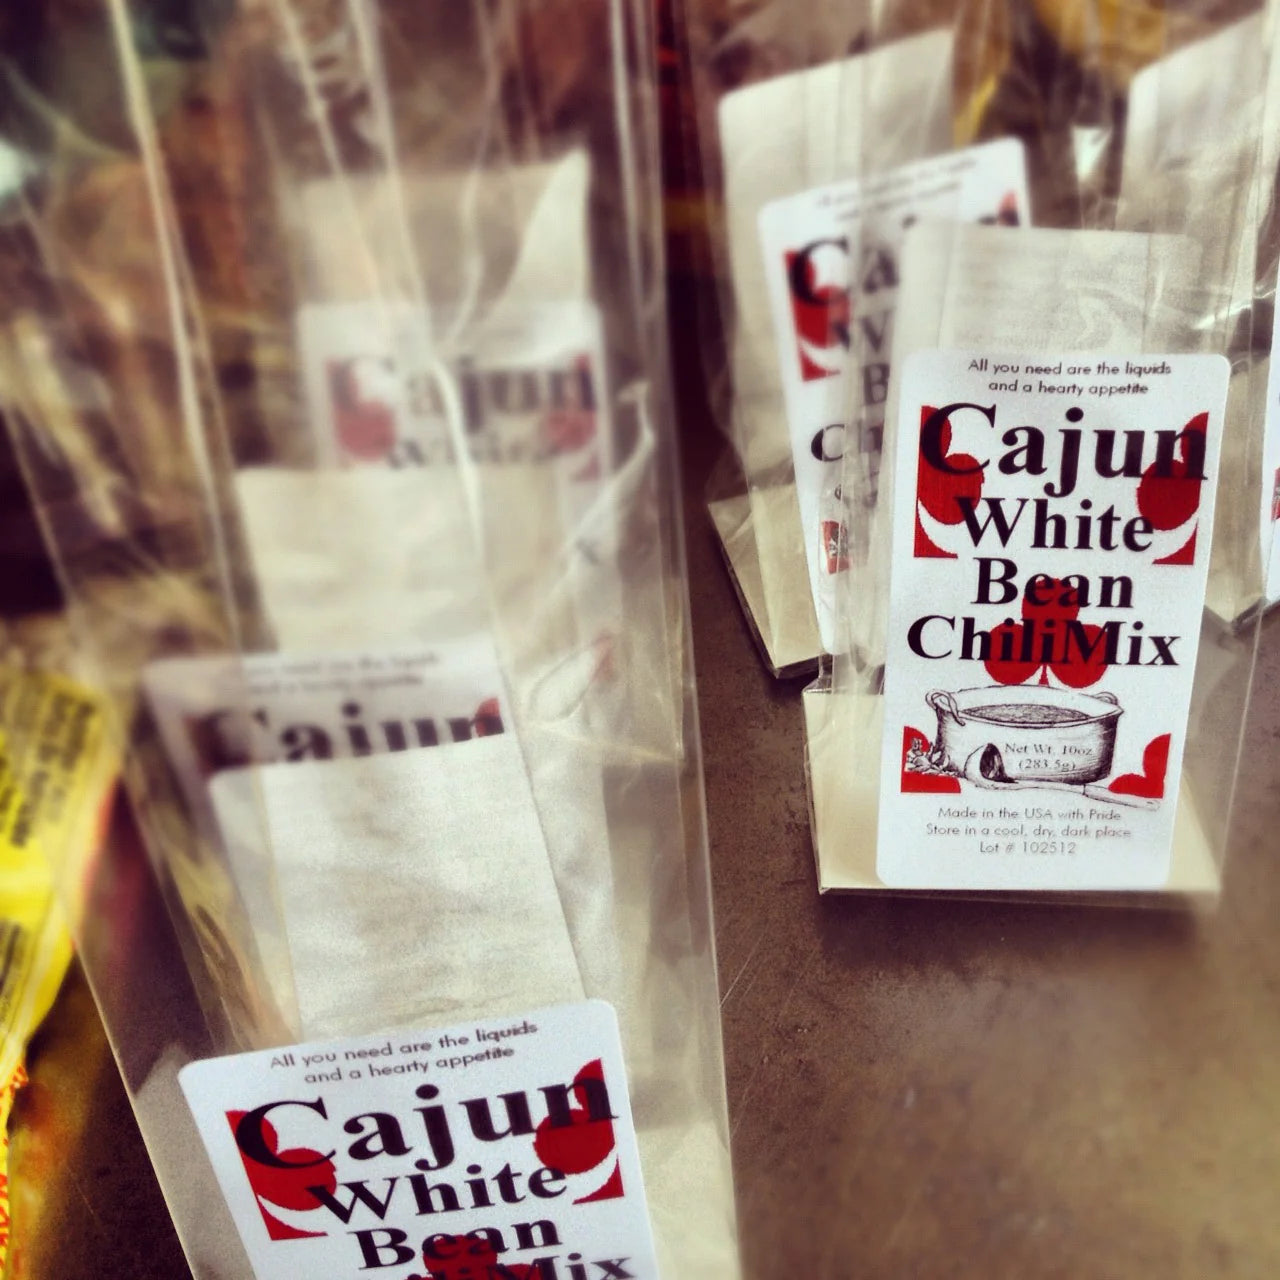 All you need are the liquids
and a hearty appetite
Cajun
White
Bean
ChiliMix
Net Wt. 10oz
(283.5g)
Made in the USA with Pride
Store in a cool, dry, dark place
Lot # 102512
Cajun
Cajun
All you need are the liquids
and a hearty appetite
Cajun
White
Bean